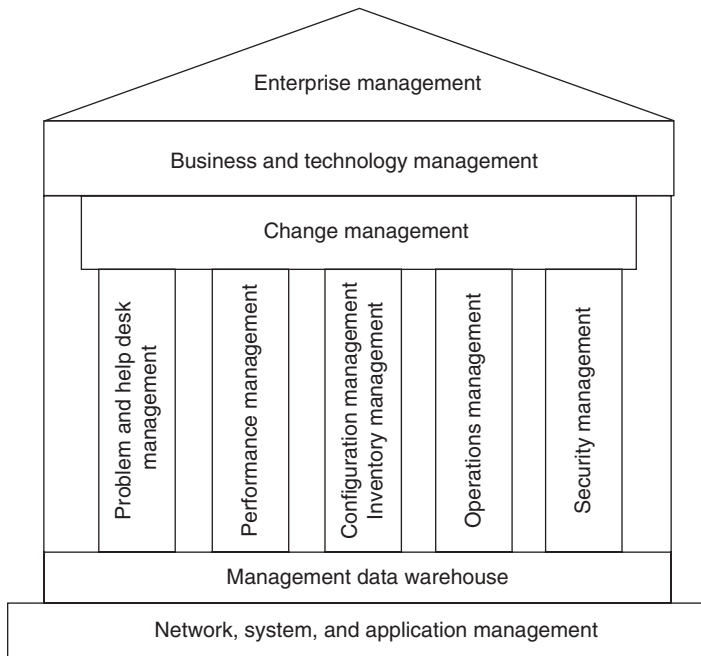 Enterprise management
Business and technology management
Change management
Problem and help desk
management
Performance management
Configuration management
Inventory management
Operations management
Security management
Management data warehouse
Network, system, and application management